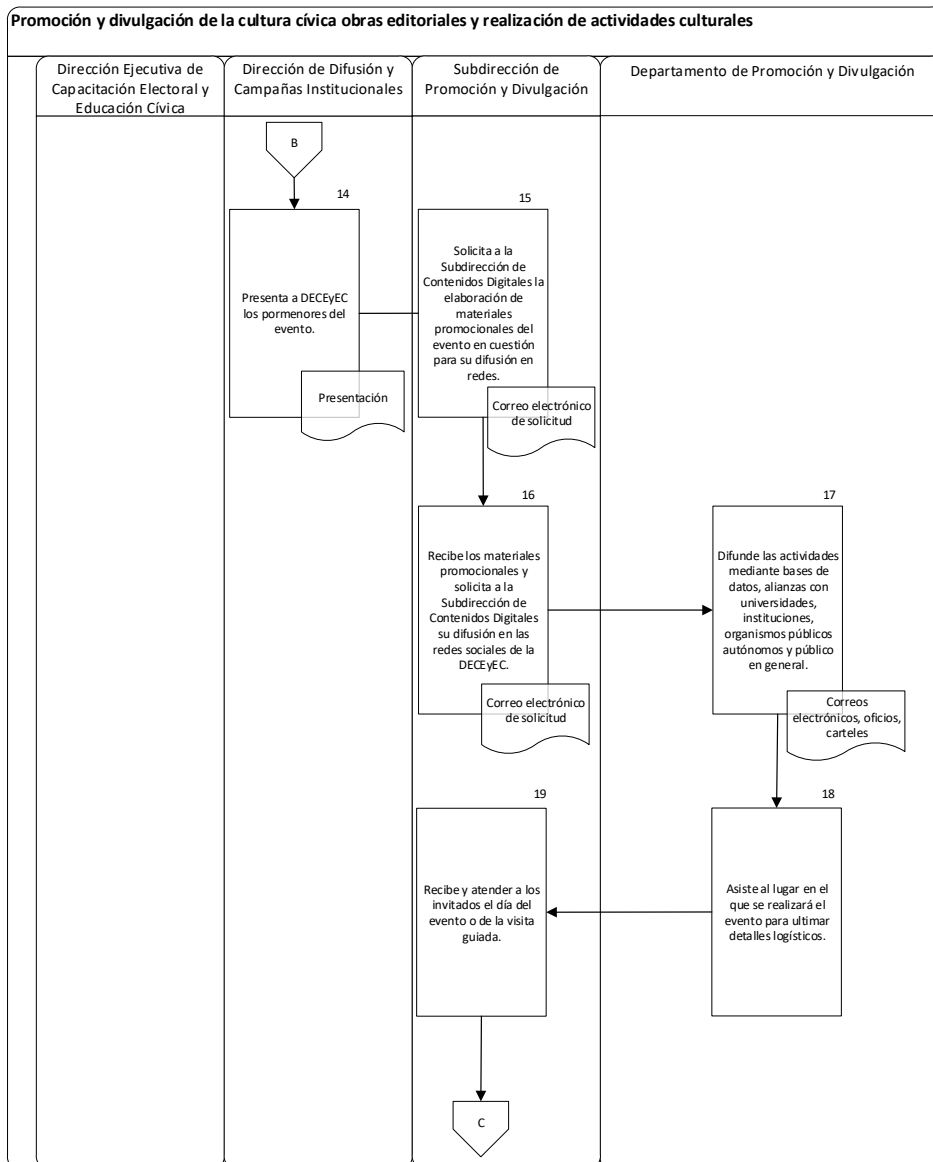 Promoción y divulgación de la cultura cívica obras editoriales y realización de actividades culturales
Dirección Ejecutiva de
Capacitación Electoral y
Educación Cívica
Dirección de Difusión y
Campañas Institucionales
Subdirección de
Promoción y Divulgación
Departamento de Promoción y Divulgación
B
14
Presenta a DECEyEC
los pormenores del
evento.
Presentación
15
Solicita a la
Subdirección de
Contenidos Digitales la
elaboración de
materiales
promocionales del
evento en cuestión
para su difusión en
redes.
Correo electrónico
de solicitud
16
Recibe los materiales
promocionales y
solicita a la
Subdirección de
Contenidos Digitales
su difusión en las
redes sociales de la
DECEyEC.
Correo electrónico
de solicitud
17
Difunde las actividades
mediante bases de
datos, alianzas con
universidades,
instituciones,
organismos públicos
autónomos y público
en general.
Correos
electrónicos, oficios,
carteles
18
Asiste al lugar en el
que se realizará el
evento para ultimar
detalles logísticos.
19
Recibe y atender a los
invitados el día del
evento o de la visita
guiada.
C